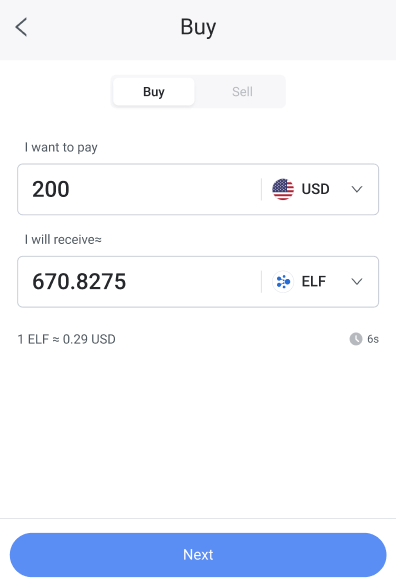 Buy
Buy Sell
I want to pay
200 USD
I will receive≈
670.8275 ELF
1 ELF ≈ 0.29 USD 6s
Next